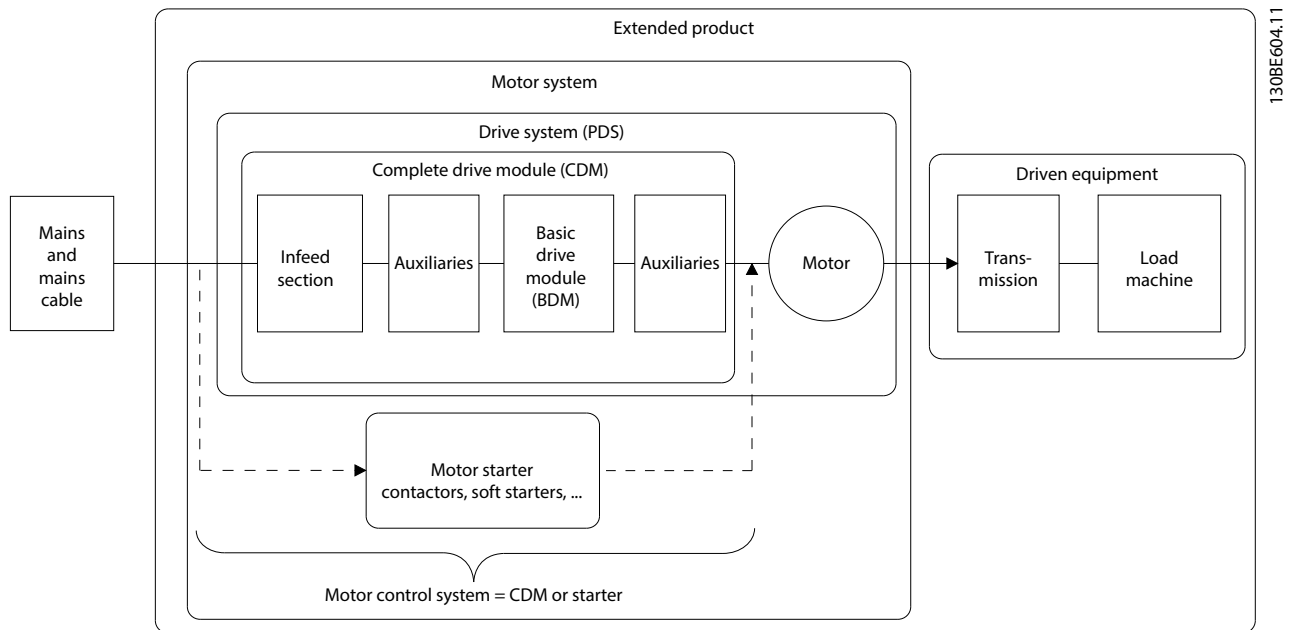 Extended product
130BE604.11
Motor system
Drive system (PDS)
Complete drive module (CDM)
Driven equipment
Mains
and
mains
cable
Infeed
section
Auxiliaries
Basic
drive
module
(BDM)
Auxiliaries
Motor
Trans-
mission
Load
machine
Motor starter
contactors, soft starters, ...
Motor control system = CDM or starter